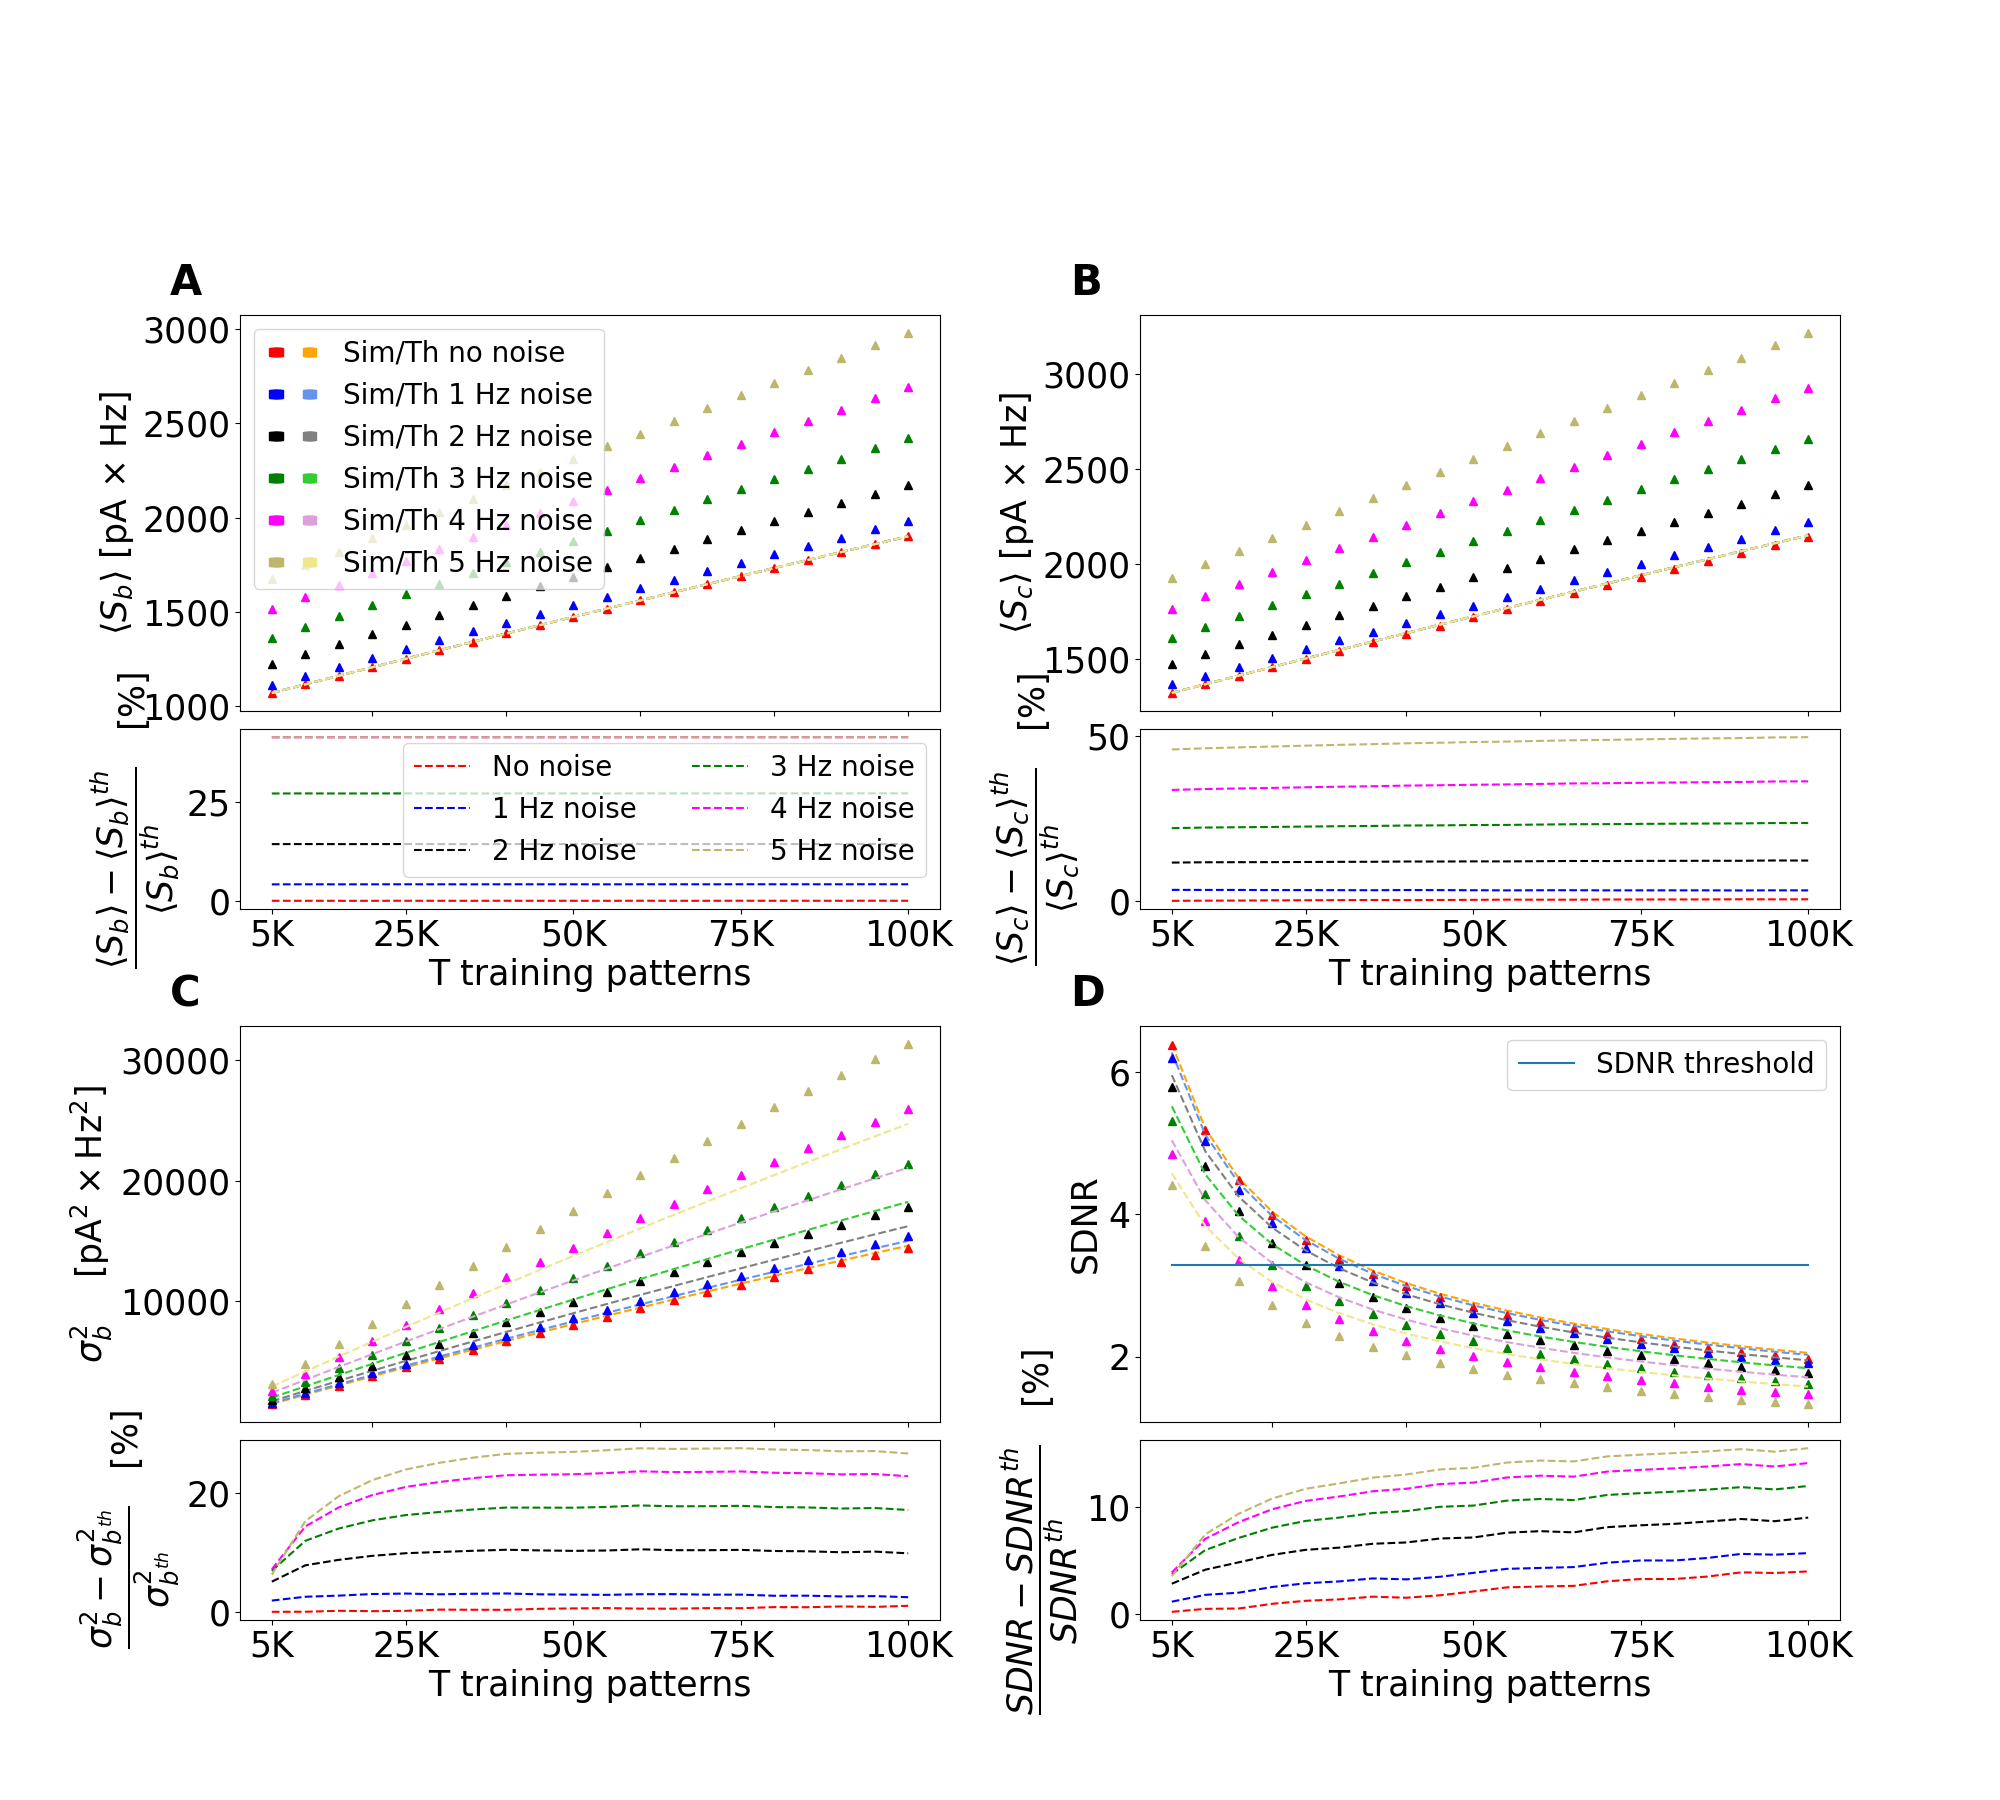 A
⟨S_b⟩ [pA × Hz]
3000
2500
2000
1500
1000
Sim/Th no noise
Sim/Th 1 Hz noise
Sim/Th 2 Hz noise
Sim/Th 3 Hz noise
Sim/Th 4 Hz noise
Sim/Th 5 Hz noise
[%]
⟨S_b⟩ − ⟨S_b⟩^th
⟨S_b⟩^th
25
0
No noise
1 Hz noise
2 Hz noise
3 Hz noise
4 Hz noise
5 Hz noise
5K 25K 50K 75K 100K
T training patterns
B
⟨S_c⟩ [pA × Hz]
3000
2500
2000
1500
[%]
⟨S_c⟩ − ⟨S_c⟩^th
⟨S_c⟩^th
50
25
0
5K 25K 50K 75K 100K
T training patterns
C
σ_b^2 [pA^2 × Hz^2]
30000
20000
10000
[%]
σ_b^2 − σ_b^2^th
σ_b^2^th
20
0
5K 25K 50K 75K 100K
T training patterns
D
SDNR
6
4
2
SDNR threshold
[%]
SDNR − SDNR^th
SDNR^th
10
0
5K 25K 50K 75K 100K
T training patterns